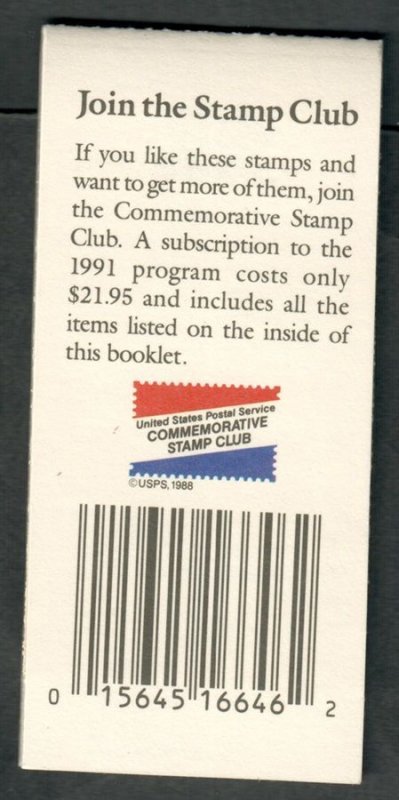 Join the Stamp Club
If you like these stamps and
want to get more of them, join
the Commemorative Stamp
Club. A subscription to the
1991 program costs only
$21.95 and includes all the
items listed on the inside of
this booklet.
United States Postal Service
COMMEMORATIVE
STAMP CLUB
©USPS, 1988
0 15645 16646 2